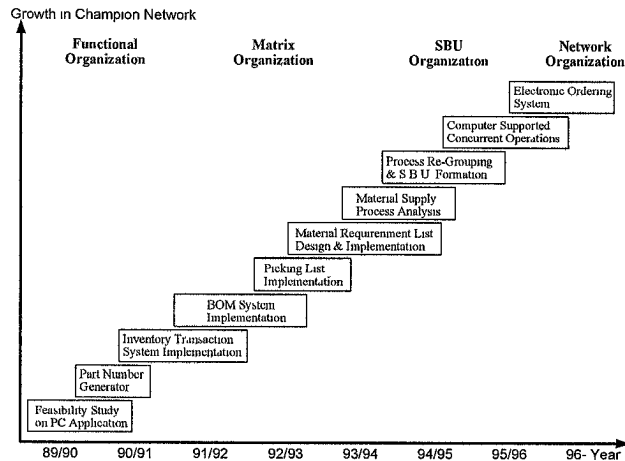 Growth in Champion Network
Functional
Organization
Matrix
Organization
SBU
Organization
Network
Organization
Electronic Ordering
System
Computer Supported
Concurrent Operations
Process Re-Grouping
& S B U Formation
Material Supply
Process Analysis
Material Requirenment List
Design & Implementation
Picking List
Implementation
BOM System
Implementation
Inventory Transaction
System Implementation
Part Number
Generator
Feasibility Study
on PC Application
89/90 90/91 91/92 92/93 93/94 94/95 95/96 96- Year